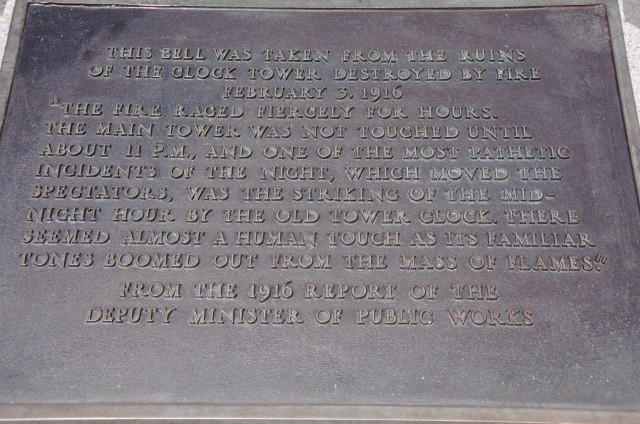 THIS BELL WAS TAKEN FROM THE RUINS
OF THE CLOCK TOWER DESTROYED BY FIRE
FEBRUARY 3, 1916
"THE FIRE RAGED FIERCELY FOR HOURS.
THE MAIN TOWER WAS NOT TOUCHED UNTIL
ABOUT 11 P.M., AND ONE OF THE MOST PATHETIC
INCIDENTS OF THE NIGHT, WHICH MOVED THE
SPECTATORS, WAS THE STRIKING OF THE MID-
NIGHT HOUR BY THE OLD TOWER CLOCK. THERE
SEEMED ALMOST A HUMAN TOUCH AS ITS FAMILIAR
TONES BOOMED OUT FROM THE MASS OF FLAMES."
FROM THE 1916 REPORT OF THE
DEPUTY MINISTER OF PUBLIC WORKS